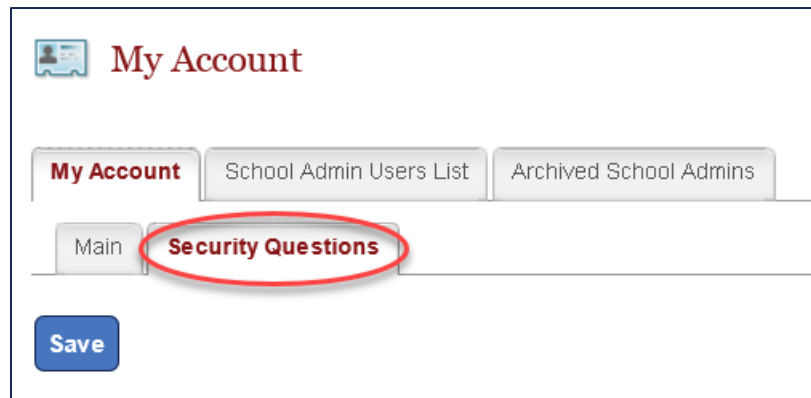 My Account
My Account School Admin Users List Archived School Admins
Main Security Questions
Save